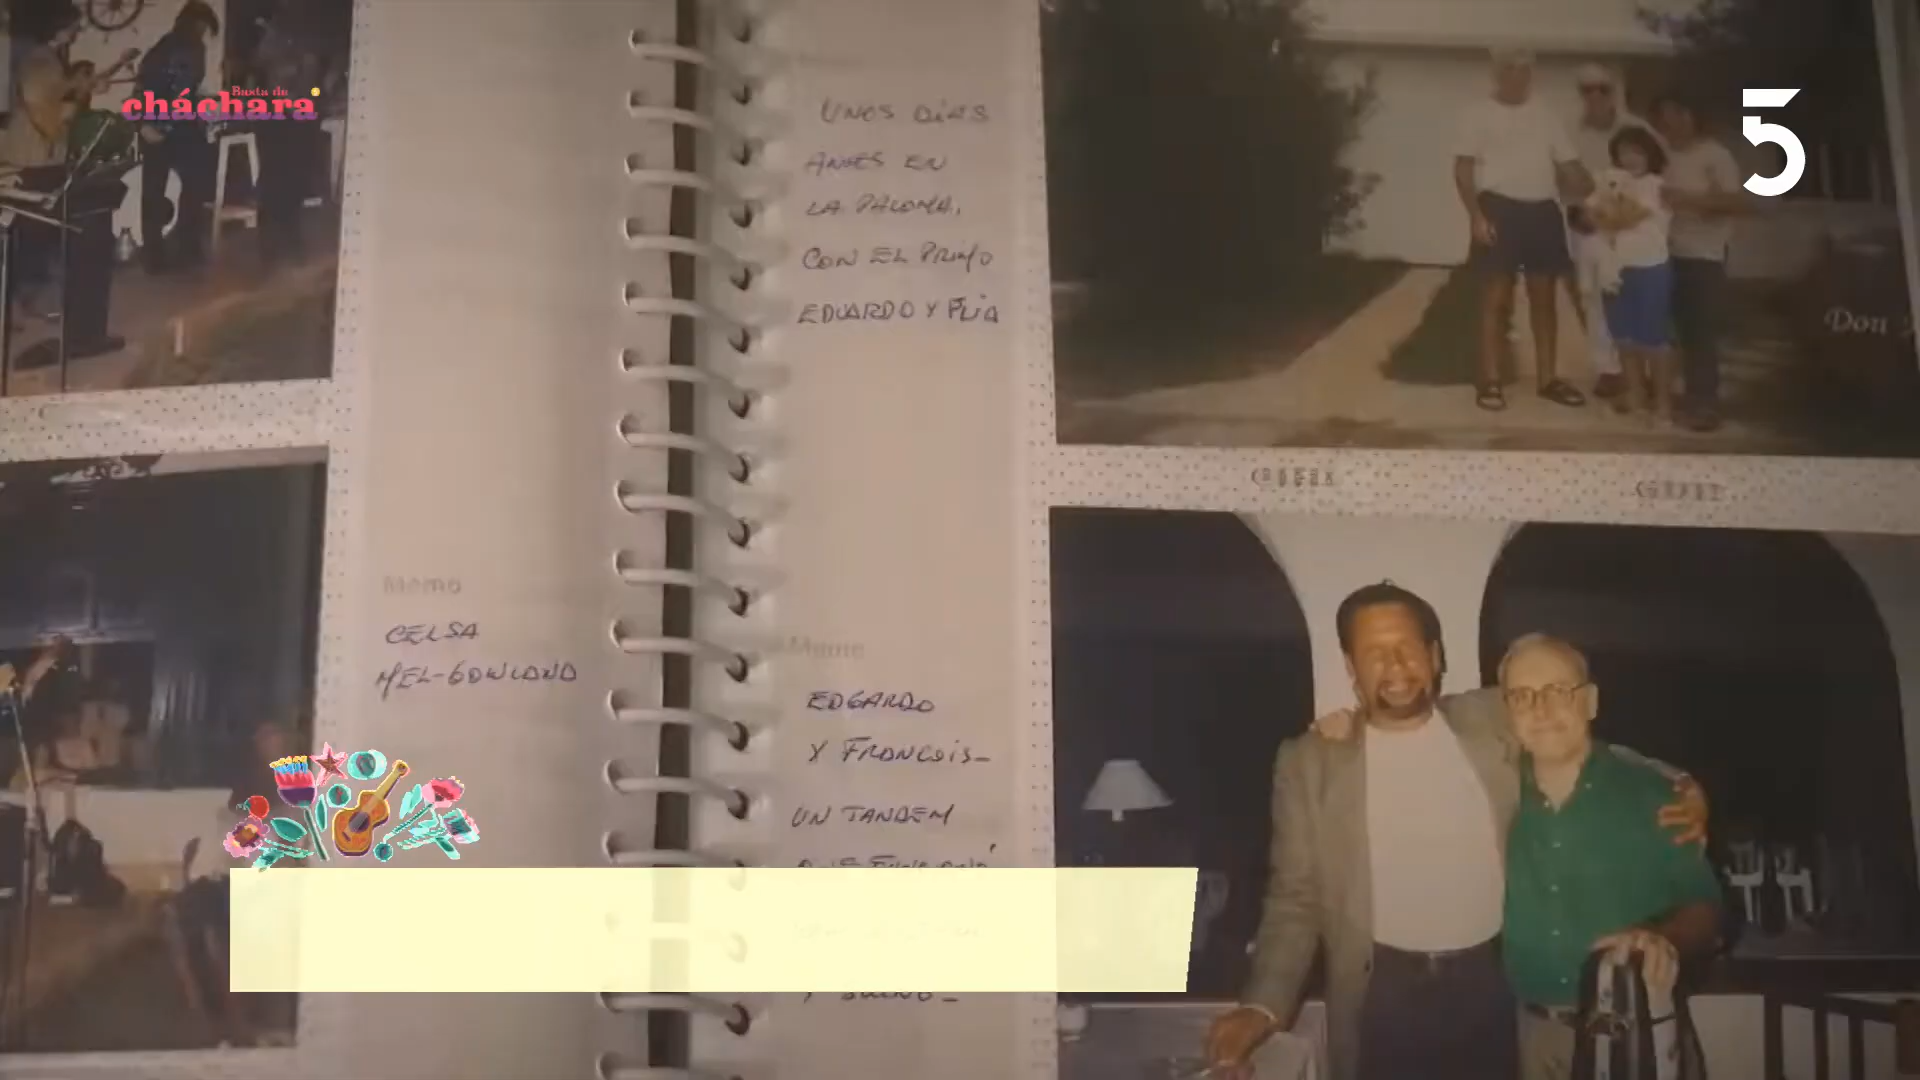 Basta de
cháchara
5
UNOS DÍAS
ANTES EN
LA PALOMA,
CON EL PRIMO
EDUARDO Y FLIA
Don
Memo
CELSA
MEL-GOWLAND
Memo
EDGARDO
Y FRANCOIS-
UN TANDEM